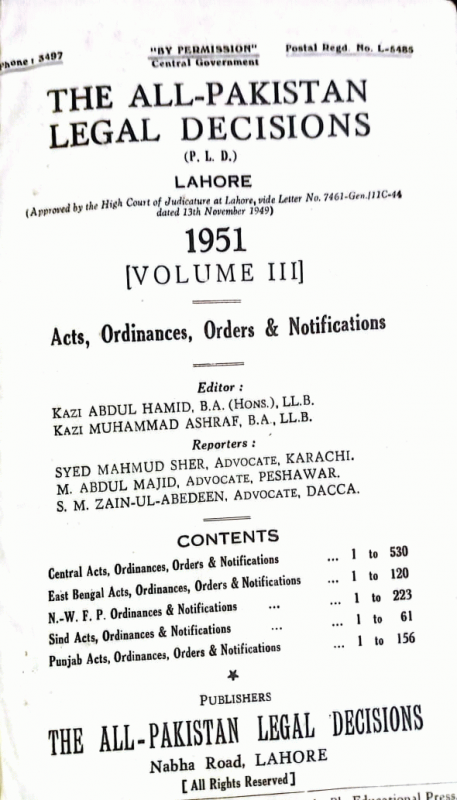 Phone : 3497 "BY PERMISSION" Postal Regd. No. L-5485
Central Government
THE ALL-PAKISTAN
LEGAL DECISIONS
(P. L. D.)
LAHORE
(Approved by the High Court of Judicature at Lahore, vide Letter No. 7461-Gen./11C-44
dated 13th November 1949)
1951
[VOLUME III]
Acts, Ordinances, Orders & Notifications
Editor :
KAZI ABDUL HAMID, B.A. (HONS.), LL.B.
KAZI MUHAMMAD ASHRAF, B.A., LL.B.
Reporters :
SYED MAHMUD SHER, ADVOCATE, KARACHI.
M. ABDUL MAJID, ADVOCATE, PESHAWAR.
S. M. ZAIN-UL-ABEDEEN, ADVOCATE, DACCA.
CONTENTS
Central Acts, Ordinances, Orders & Notifications ... 1 to 530
East Bengal Acts, Ordinances, Orders & Notifications ... 1 to 120
N.-W. F. P. Ordinances & Notifications ... ... 1 to 223
Sind Acts, Ordinances & Notifications ... ... 1 to 61
Punjab Acts, Ordinances, Orders & Notifications ... 1 to 156
PUBLISHERS
THE ALL-PAKISTAN LEGAL DECISIONS
Nabha Road, LAHORE
[ All Rights Reserved ]
Educational Press,